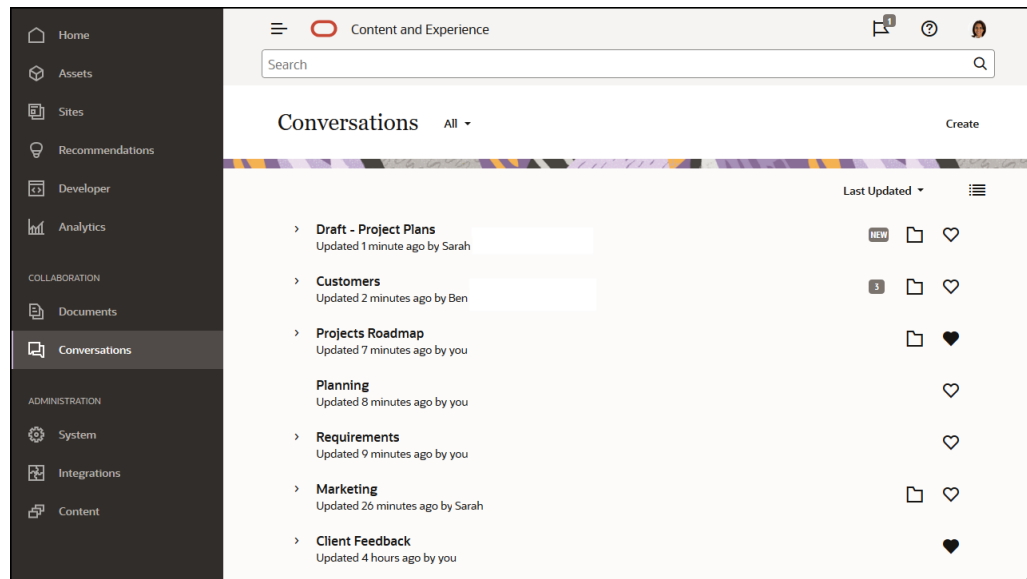 Home
Assets
Sites
Recommendations
Developer
Analytics
COLLABORATION
Documents
Conversations
ADMINISTRATION
System
Integrations
Content
Content and Experience
1
Search
Conversations All
Create
Last Updated
Draft - Project Plans
Updated 1 minute ago by Sarah
NEW
Customers
Updated 2 minutes ago by Ben
3
Projects Roadmap
Updated 7 minutes ago by you
Planning
Updated 8 minutes ago by you
Requirements
Updated 9 minutes ago by you
Marketing
Updated 26 minutes ago by Sarah
Client Feedback
Updated 4 hours ago by you